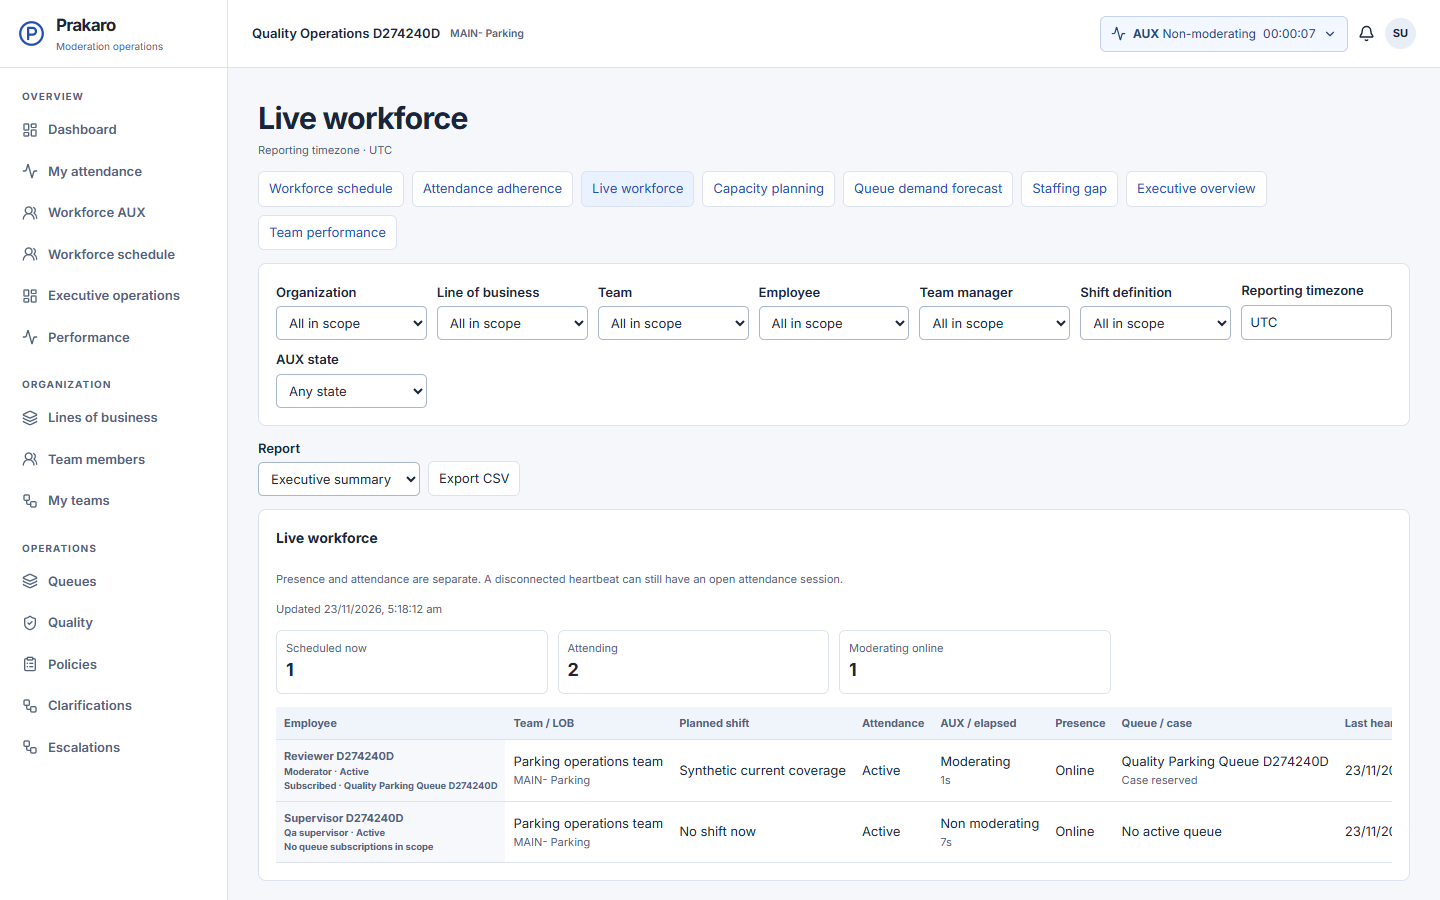 Prakaro
Moderation operations
Quality Operations D274240D MAIN- Parking
AUX Non-moderating 00:00:07
SU
OVERVIEW
Dashboard
My attendance
Workforce AUX
Workforce schedule
Executive operations
Performance
ORGANIZATION
Lines of business
Team members
My teams
OPERATIONS
Queues
Quality
Policies
Clarifications
Escalations
Live workforce
Reporting timezone · UTC
Workforce schedule Attendance adherence Live workforce Capacity planning Queue demand forecast Staffing gap Executive overview
Team performance
Organization Line of business Team Employee Team manager Shift definition Reporting timezone
All in scope All in scope All in scope All in scope All in scope All in scope UTC
AUX state
Any state
Report
Executive summary Export CSV
Live workforce
Presence and attendance are separate. A disconnected heartbeat can still have an open attendance session.
Updated 23/11/2026, 5:18:12 am
Scheduled now Attending Moderating online
1 2 1
Employee Team / LOB Planned shift Attendance AUX / elapsed Presence Queue / case Last hear
Reviewer D274240D
Moderator · Active
Subscribed · Quality Parking Queue D274240D
Parking operations team
MAIN- Parking
Synthetic current coverage
Active
Moderating
1s
Online
Quality Parking Queue D274240D
Case reserved
23/11/20
Supervisor D274240D
Qa supervisor · Active
No queue subscriptions in scope
Parking operations team
MAIN- Parking
No shift now
Active
Non moderating
7s
Online
No active queue
23/11/20